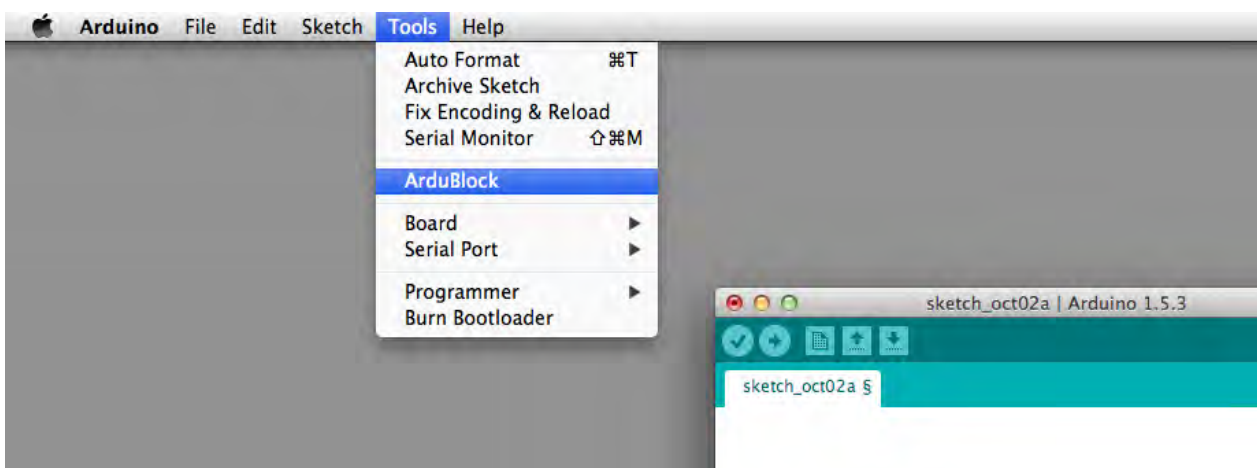 Arduino File Edit Sketch Tools Help
Auto Format ⌘T
Archive Sketch
Fix Encoding & Reload
Serial Monitor ⇧⌘M
ArduBlock
Board ▶
Serial Port ▶
Programmer ▶
Burn Bootloader
sketch_oct02a | Arduino 1.5.3
sketch_oct02a §